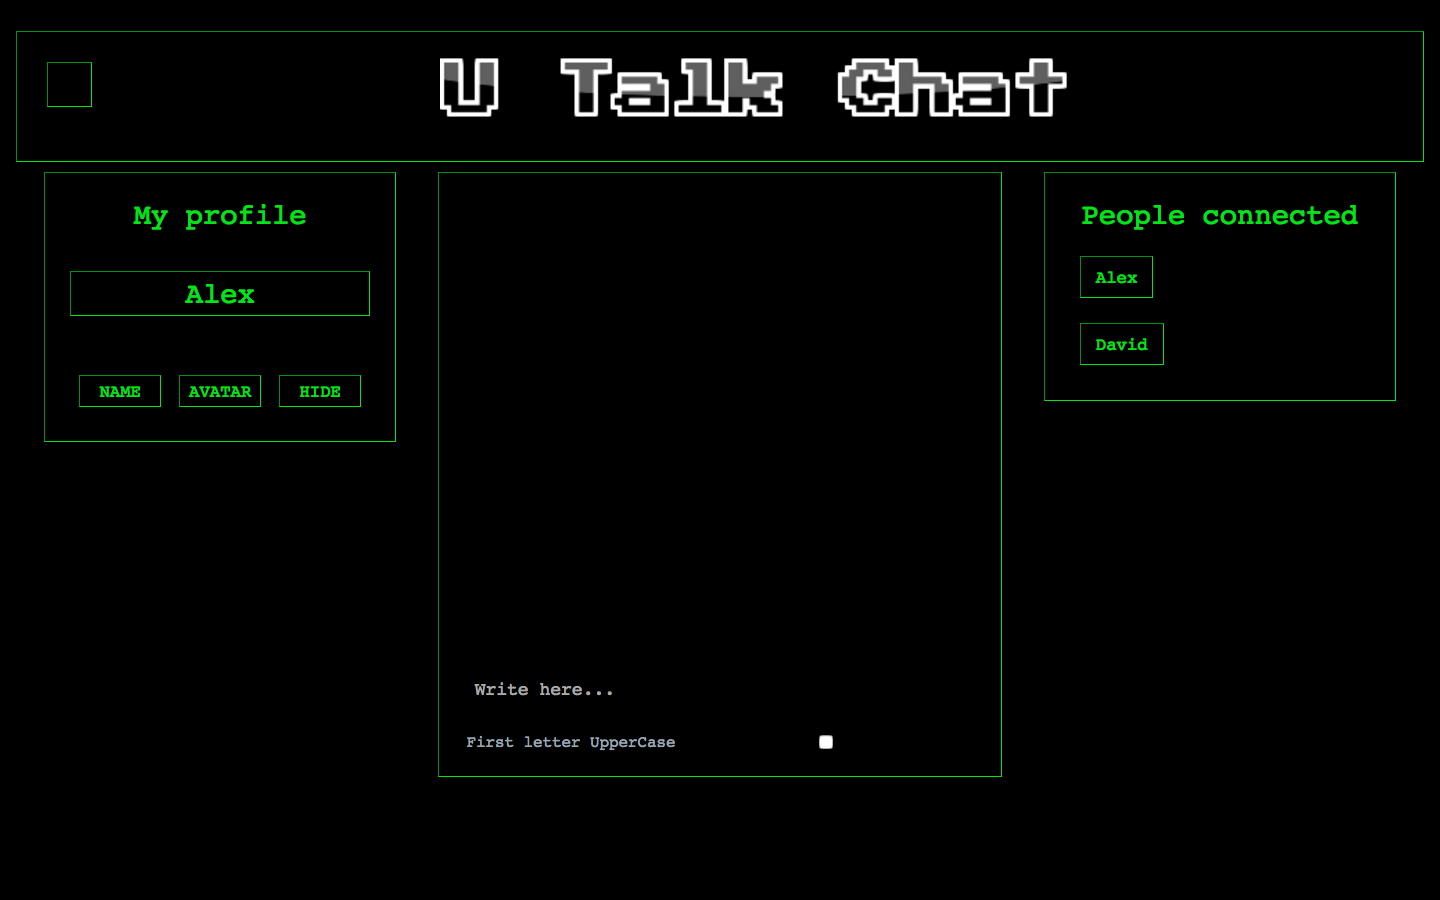 U Talk Chat
My profile
Alex
NAME AVATAR HIDE
Write here...
First letter UpperCase
People connected
Alex
David